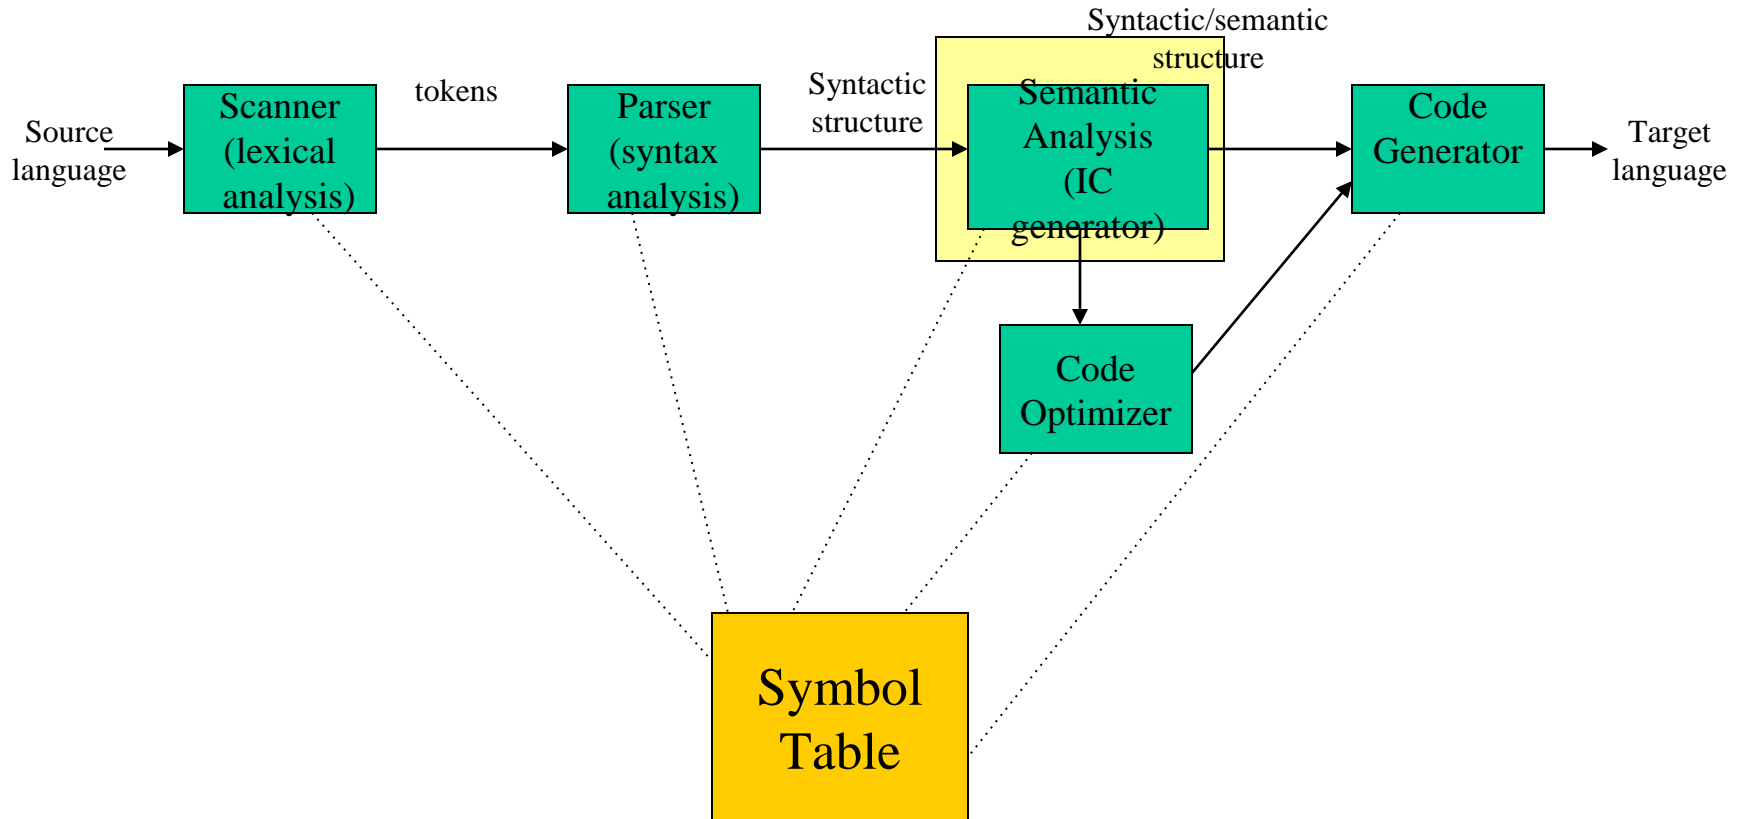 Syntactic/semantic
structure
Source
language
Scanner
(lexical
analysis)
tokens
Parser
(syntax
analysis)
Syntactic
structure
Semantic
Analysis
(IC
generator)
Code
Generator
Target
language
Code
Optimizer
Symbol
Table